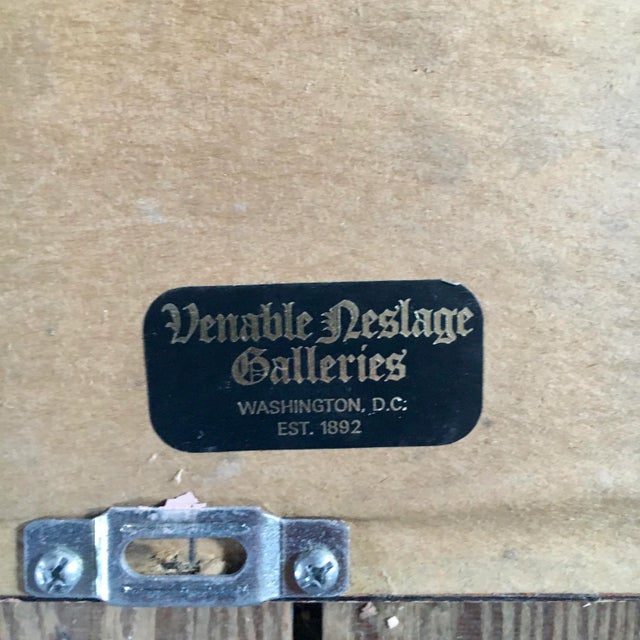 Venable Neslage
Galleries
WASHINGTON, D.C.
EST. 1892